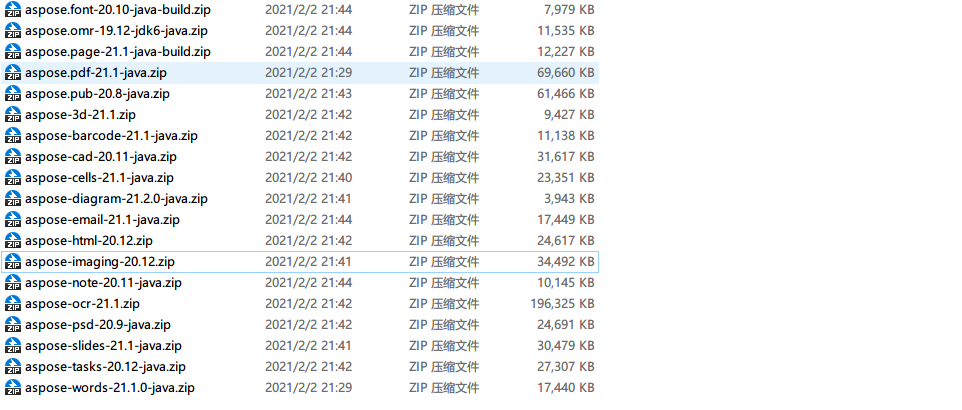 aspose.font-20.10-java-build.zip 2021/2/2 21:44 ZIP 压缩文件 7,979 KB
aspose.omr-19.12-jdk6-java.zip 2021/2/2 21:44 ZIP 压缩文件 11,535 KB
aspose.page-21.1-java-build.zip 2021/2/2 21:44 ZIP 压缩文件 12,227 KB
aspose.pdf-21.1-java.zip 2021/2/2 21:29 ZIP 压缩文件 69,660 KB
aspose.pub-20.8-java.zip 2021/2/2 21:43 ZIP 压缩文件 61,466 KB
aspose-3d-21.1.zip 2021/2/2 21:42 ZIP 压缩文件 9,427 KB
aspose-barcode-21.1-java.zip 2021/2/2 21:42 ZIP 压缩文件 11,138 KB
aspose-cad-20.11-java.zip 2021/2/2 21:42 ZIP 压缩文件 31,617 KB
aspose-cells-21.1-java.zip 2021/2/2 21:40 ZIP 压缩文件 23,351 KB
aspose-diagram-21.2.0-java.zip 2021/2/2 21:41 ZIP 压缩文件 3,943 KB
aspose-email-21.1-java.zip 2021/2/2 21:44 ZIP 压缩文件 17,449 KB
aspose-html-20.12.zip 2021/2/2 21:42 ZIP 压缩文件 24,617 KB
aspose-imaging-20.12.zip 2021/2/2 21:41 ZIP 压缩文件 34,492 KB
aspose-note-20.11-java.zip 2021/2/2 21:44 ZIP 压缩文件 10,145 KB
aspose-ocr-21.1.zip 2021/2/2 21:42 ZIP 压缩文件 196,325 KB
aspose-psd-20.9-java.zip 2021/2/2 21:42 ZIP 压缩文件 24,691 KB
aspose-slides-21.1-java.zip 2021/2/2 21:41 ZIP 压缩文件 30,479 KB
aspose-tasks-20.12-java.zip 2021/2/2 21:42 ZIP 压缩文件 27,307 KB
aspose-words-21.1.0-java.zip 2021/2/2 21:29 ZIP 压缩文件 17,440 KB